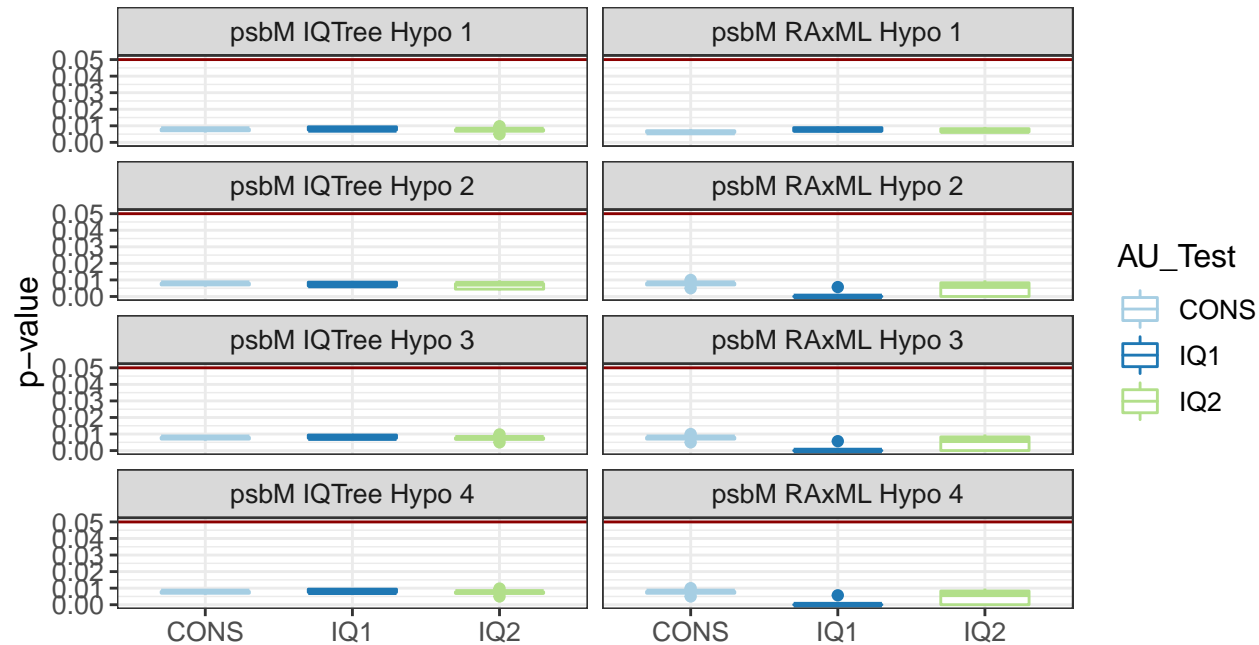 psbM IQTree Hypo 1
psbM RAxML Hypo 1
0.05
0.04
0.03
0.02
0.01
0.00
psbM IQTree Hypo 2
psbM RAxML Hypo 2
0.05
0.04
0.03
0.02
0.01
0.00
psbM IQTree Hypo 3
psbM RAxML Hypo 3
0.05
0.04
0.03
0.02
0.01
0.00
psbM IQTree Hypo 4
psbM RAxML Hypo 4
0.05
0.04
0.03
0.02
0.01
0.00
CONS IQ1 IQ2
CONS IQ1 IQ2
p−value
AU_Test
CONS
IQ1
IQ2